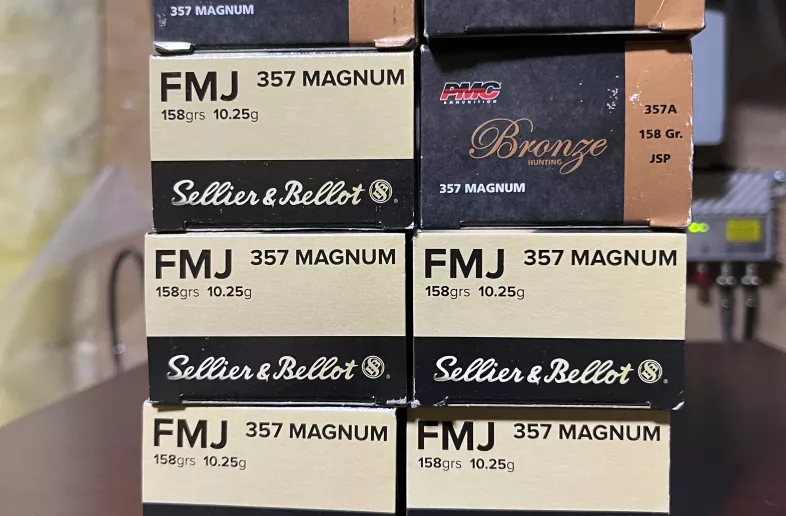 357 MAGNUM
FMJ 357 MAGNUM
158grs 10.25g
Sellier & Bellot
PMC
AMMUNITION
Bronze
HUNTING
357 MAGNUM
357A
158 Gr.
JSP
FMJ 357 MAGNUM
158grs 10.25g
Sellier & Bellot
FMJ 357 MAGNUM
158grs 10.25g
Sellier & Bellot
FMJ 357 MAGNUM
158grs 10.25g
FMJ 357 MAGNUM
158grs 10.25g